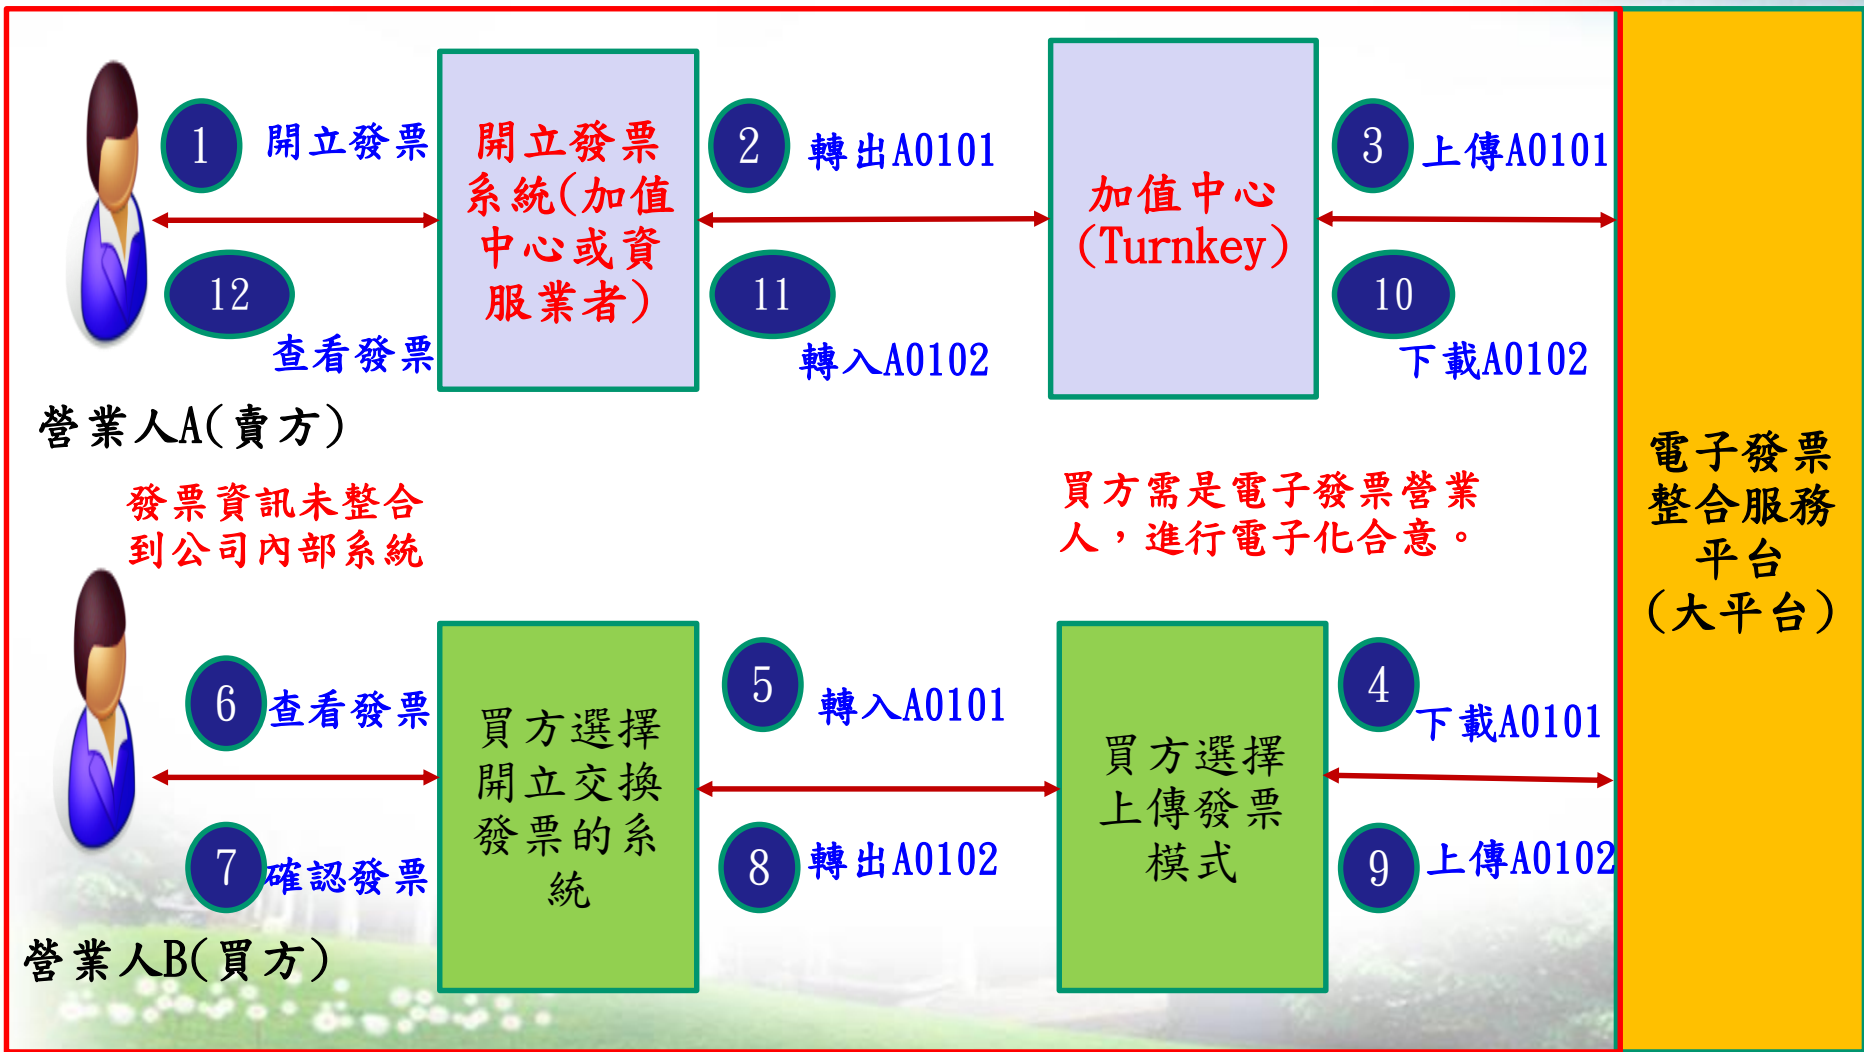 1
開立發票
開立發票
系統(加值
中心或資
服業者)
2
轉出A0101
加值中心
(Turnkey)
3
上傳A0101
12
查看發票
11
轉入A0102
10
下載A0102
營業人A(賣方)
發票資訊未整合
到公司內部系統
買方需是電子發票營業
人，進行電子化合意。
電子發票
整合服務
平台
(大平台)
6
查看發票
買方選擇
開立交換
發票的系
統
5
轉入A0101
買方選擇
上傳發票
模式
4
下載A0101
7
確認發票
8
轉出A0102
9
上傳A0102
營業人B(買方)